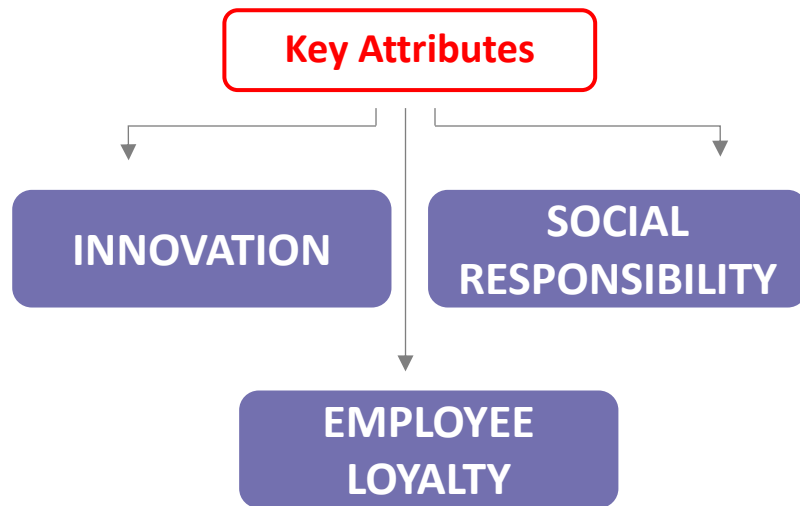 Key Attributes
INNOVATION
SOCIAL
RESPONSIBILITY
EMPLOYEE
LOYALTY